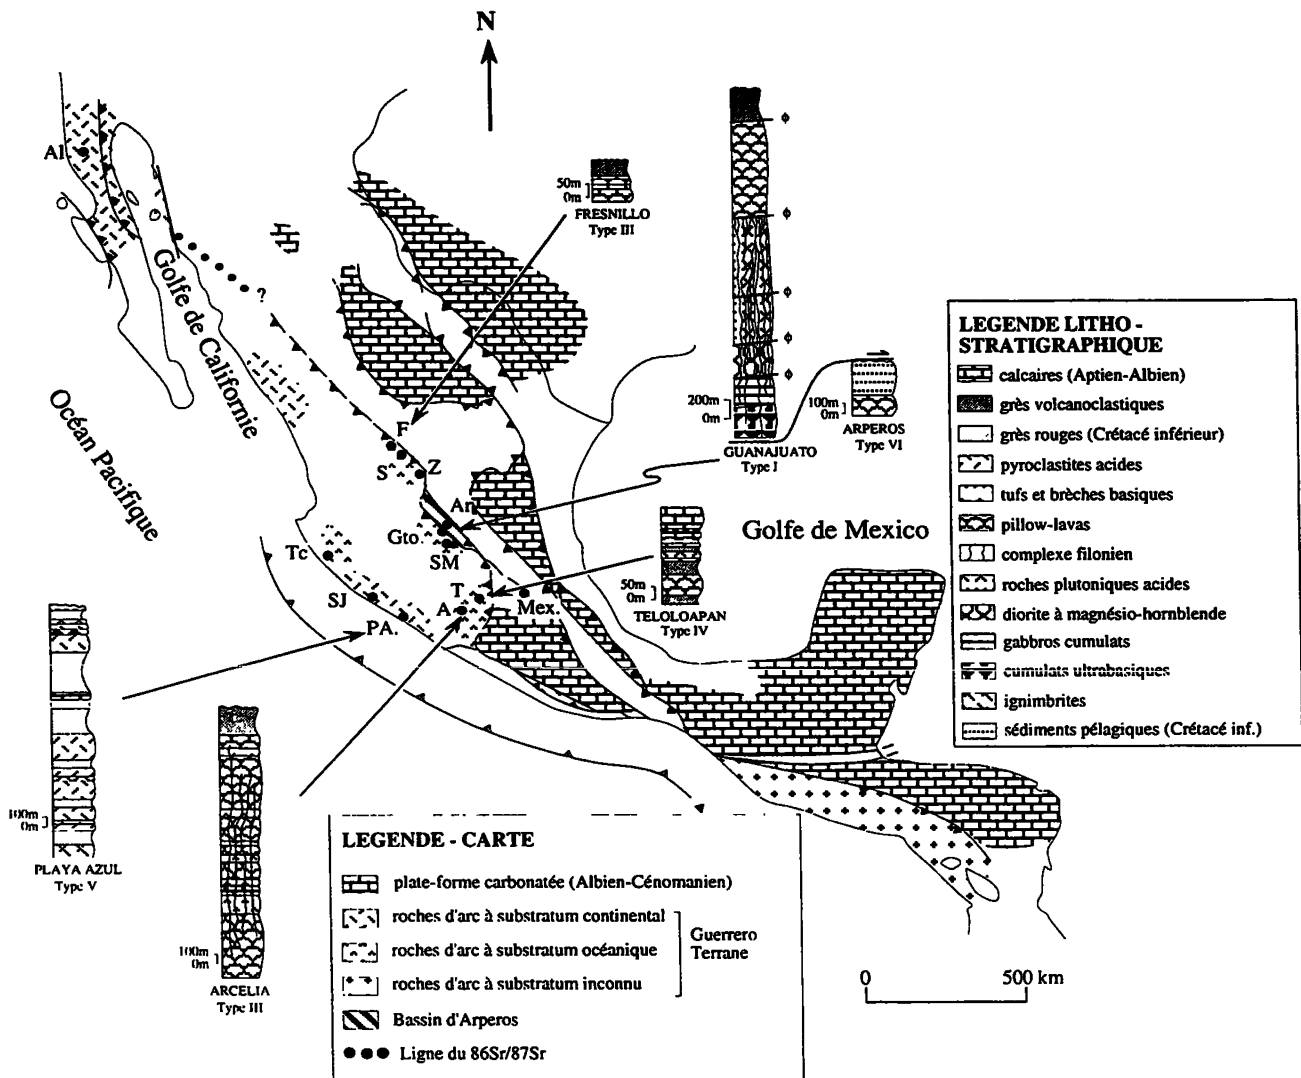 N
Al
Golfe de Californie
Océan Pacifique
?
50m
0m
FRESNILLO
Type III
200m
0m
GUANAJUATO
Type I
100m
0m
ARPEROS
Type VI
F
S
Z
An
Gto.
SM
T
A
Mex.
Tc
SJ
PA.
Golfe de Mexico
50m
0m
TELOLOAPAN
Type IV
100m
0m
PLAYA AZUL
Type V
100m
0m
ARCELIA
Type III
LEGENDE LITHO -
STRATIGRAPHIQUE
calcaires (Aptien-Albien)
grès volcanoclastiques
grès rouges (Crétacé inférieur)
pyroclastites acides
tufs et brèches basiques
pillow-lavas
complexe filonien
roches plutoniques acides
diorite à magnésio-hornblende
gabbros cumulats
cumulats ultrabasiques
ignimbrites
sédiments pélagiques (Crétacé inf.)
LEGENDE - CARTE
plate-forme carbonatée (Albien-Cénomanien)
roches d'arc à substratum continental
roches d'arc à substratum océanique
roches d'arc à substratum inconnu
Guerrero
Terrane
Bassin d'Arperos
Ligne du 86Sr/87Sr
0 500 km